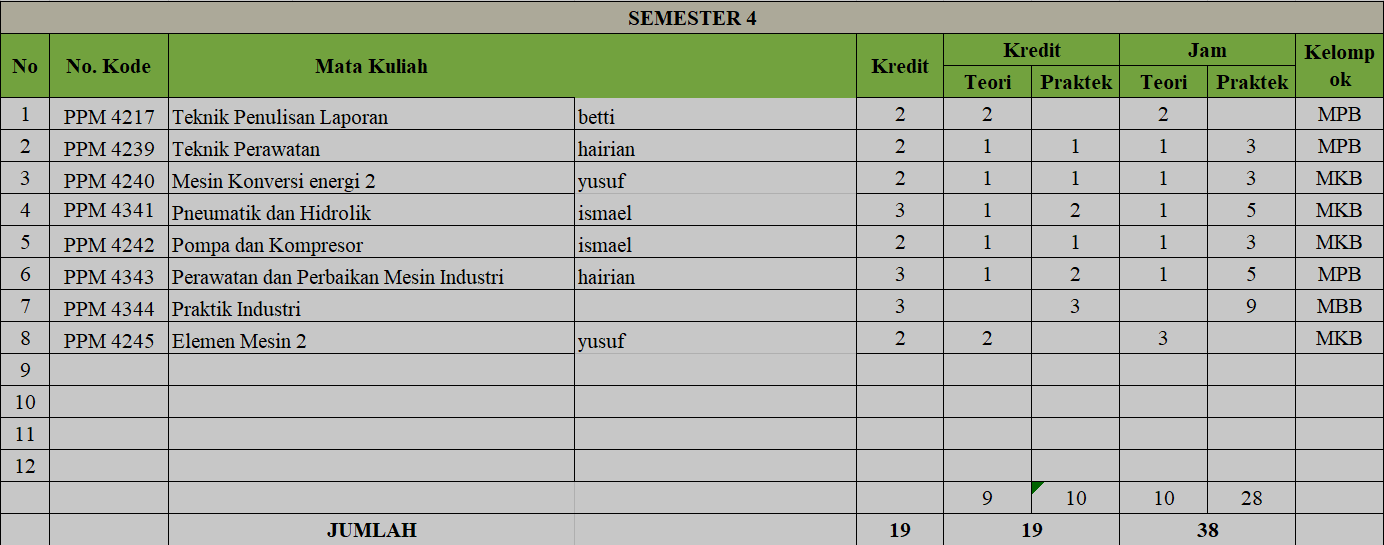 SEMESTER 4
No No. Kode Mata Kuliah Kredit Kredit Jam Kelomp
ok
Teori Praktek Teori Praktek
1 PPM 4217 Teknik Penulisan Laporan betti 2 2 2 MPB
2 PPM 4239 Teknik Perawatan hairian 2 1 1 1 3 MPB
3 PPM 4240 Mesin Konversi energi 2 yusuf 2 1 1 1 3 MKB
4 PPM 4341 Pneumatik dan Hidrolik ismael 3 1 2 1 5 MKB
5 PPM 4242 Pompa dan Kompresor ismael 2 1 1 1 3 MKB
6 PPM 4343 Perawatan dan Perbaikan Mesin Industri hairian 3 1 2 1 5 MPB
7 PPM 4344 Praktik Industri 3 3 9 MBB
8 PPM 4245 Elemen Mesin 2 yusuf 2 2 3 MKB
9
10
11
12
9 10 10 28
JUMLAH 19 19 38